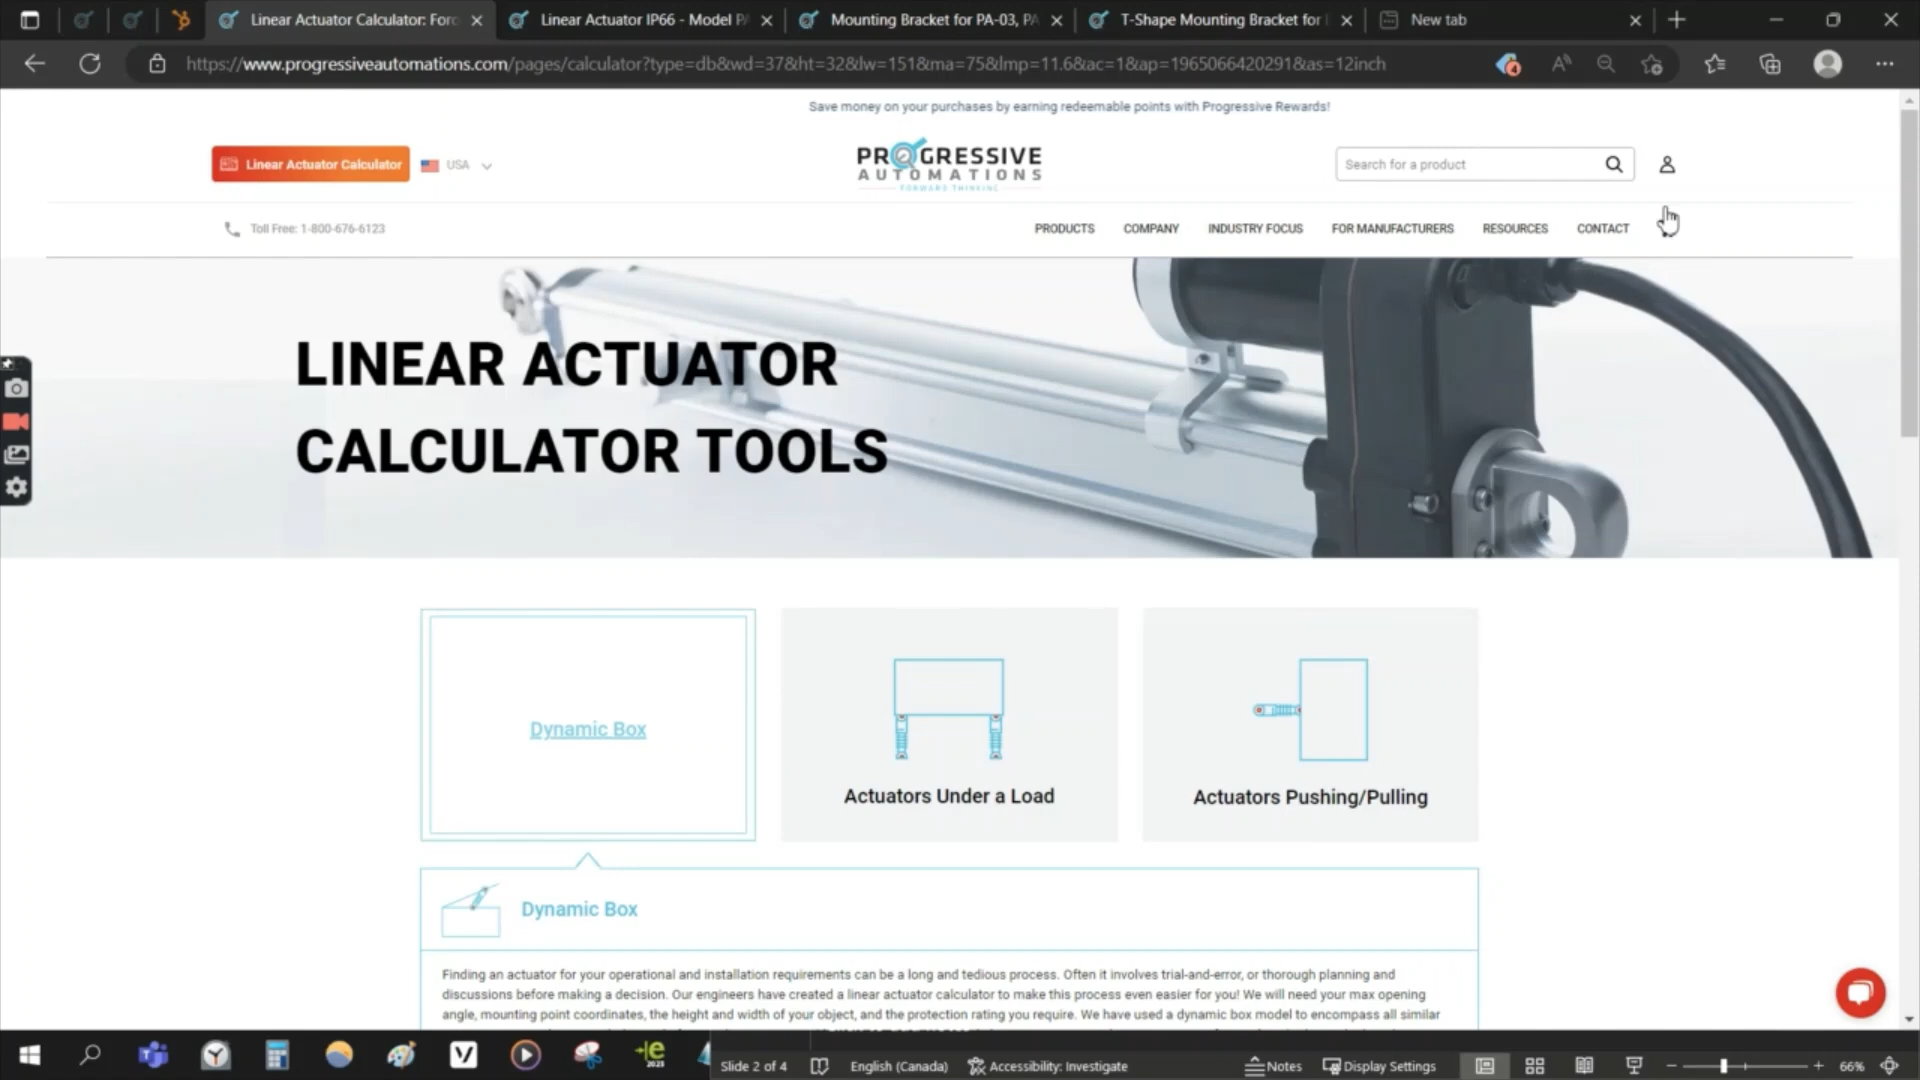 Linear Actuator Calculator: Forc
Linear Actuator IP66 - Model PA
Mounting Bracket for PA-03, PA
T-Shape Mounting Bracket for
New tab
https://www.progressiveautomations.com/pages/calculator?type=db&wd=37&ht=32&lw=151&ma=75&lmp=11.6&ac=1&ap=1965066420291&as=12inch
4
Save money on your purchases by earning redeemable points with Progressive Rewards!
Linear Actuator Calculator
USA
PROGRESSIVE
AUTOMATIONS
FORWARD THINKING
Search for a product
Toll Free: 1-800-676-6123
PRODUCTS COMPANY INDUSTRY FOCUS FOR MANUFACTURERS RESOURCES CONTACT
LINEAR ACTUATOR
CALCULATOR TOOLS
Dynamic Box
Actuators Under a Load
Actuators Pushing/Pulling
Dynamic Box
Finding an actuator for your operational and installation requirements can be a long and tedious process. Often it involves trial-and-error, or thorough planning and
discussions before making a decision. Our engineers have created a linear actuator calculator to make this process even easier for you! We will need your max opening
angle, mounting point coordinates, the height and width of your object, and the protection rating you require. We have used a dynamic box model to encompass all similar
e
2023
Slide 2 of 4 English (Canada) Accessibility: Investigate Notes Display Settings 66%